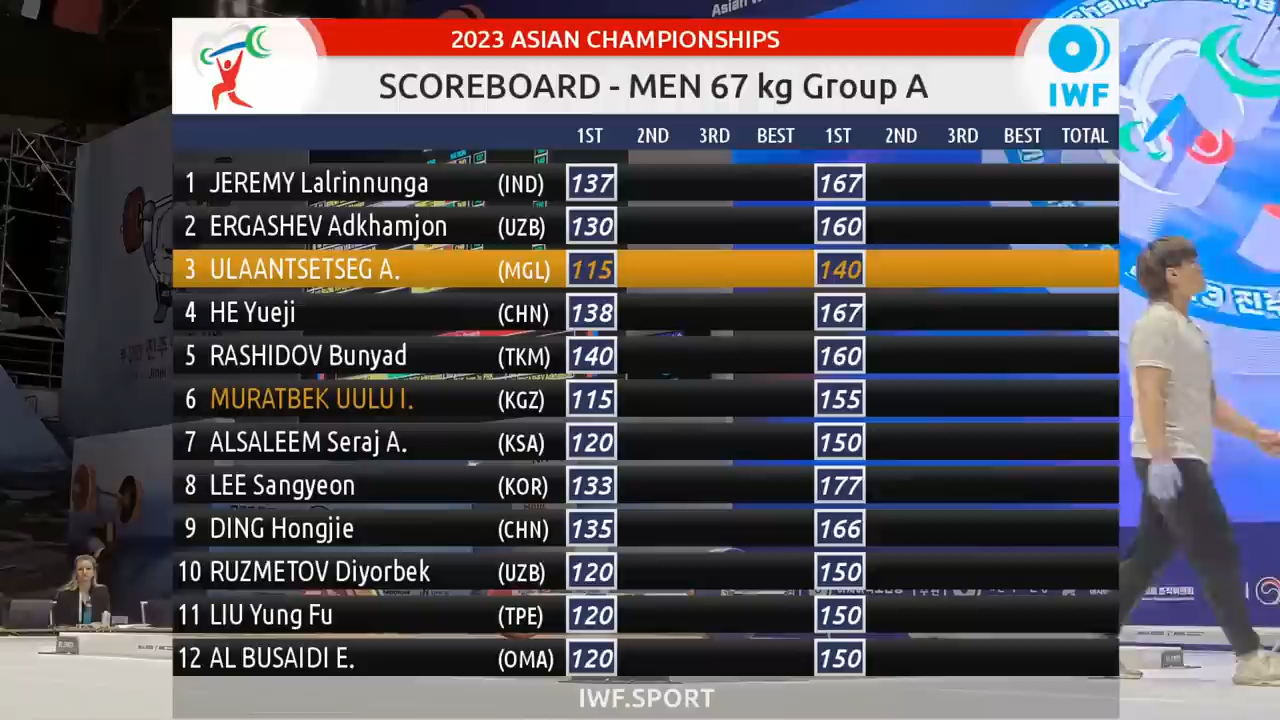 Asian
2023 ASIAN CHAMPIONSHIPS
SCOREBOARD - MEN 67 kg Group A
IWF
1ST 2ND 3RD BEST 1ST 2ND 3RD BEST TOTAL
1 JEREMY Lalrinnunga (IND) 137 167
2 ERGASHEV Adkhamjon (UZB) 130 160
3 ULAANTSETSEG A. (MGL) 115 140
4 HE Yueji (CHN) 138 167
5 RASHIDOV Bunyad (TKM) 140 160
6 MURATBEK UULU I. (KGZ) 115 155
7 ALSALEEM Seraj A. (KSA) 120 150
8 LEE Sangyeon (KOR) 133 177
9 DING Hongjie (CHN) 135 166
10 RUZMETOV Diyorbek (UZB) 120 150
11 LIU Yung Fu (TPE) 120 150
12 AL BUSAIDI E. (OMA) 120 150
IWF.SPORT